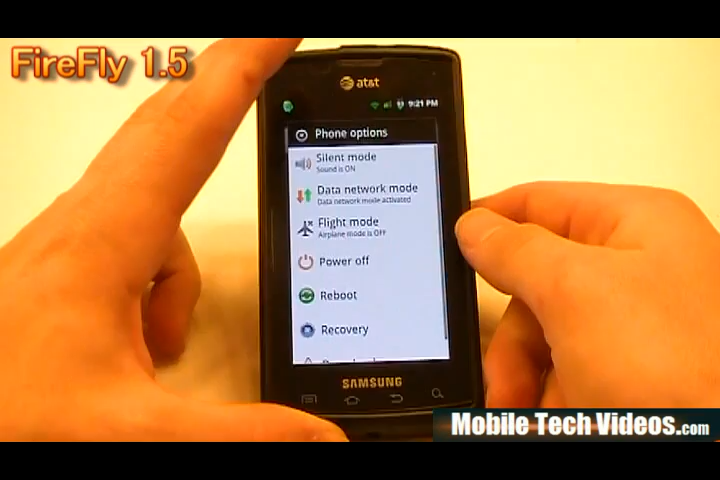 FireFly 1.5
at&t
9:21 PM
Phone options
Silent mode
Sound is ON
Data network mode
Data network mode activated
Flight mode
Airplane mode is OFF
Power off
Reboot
Recovery
SAMSUNG
Mobile Tech Videos.com